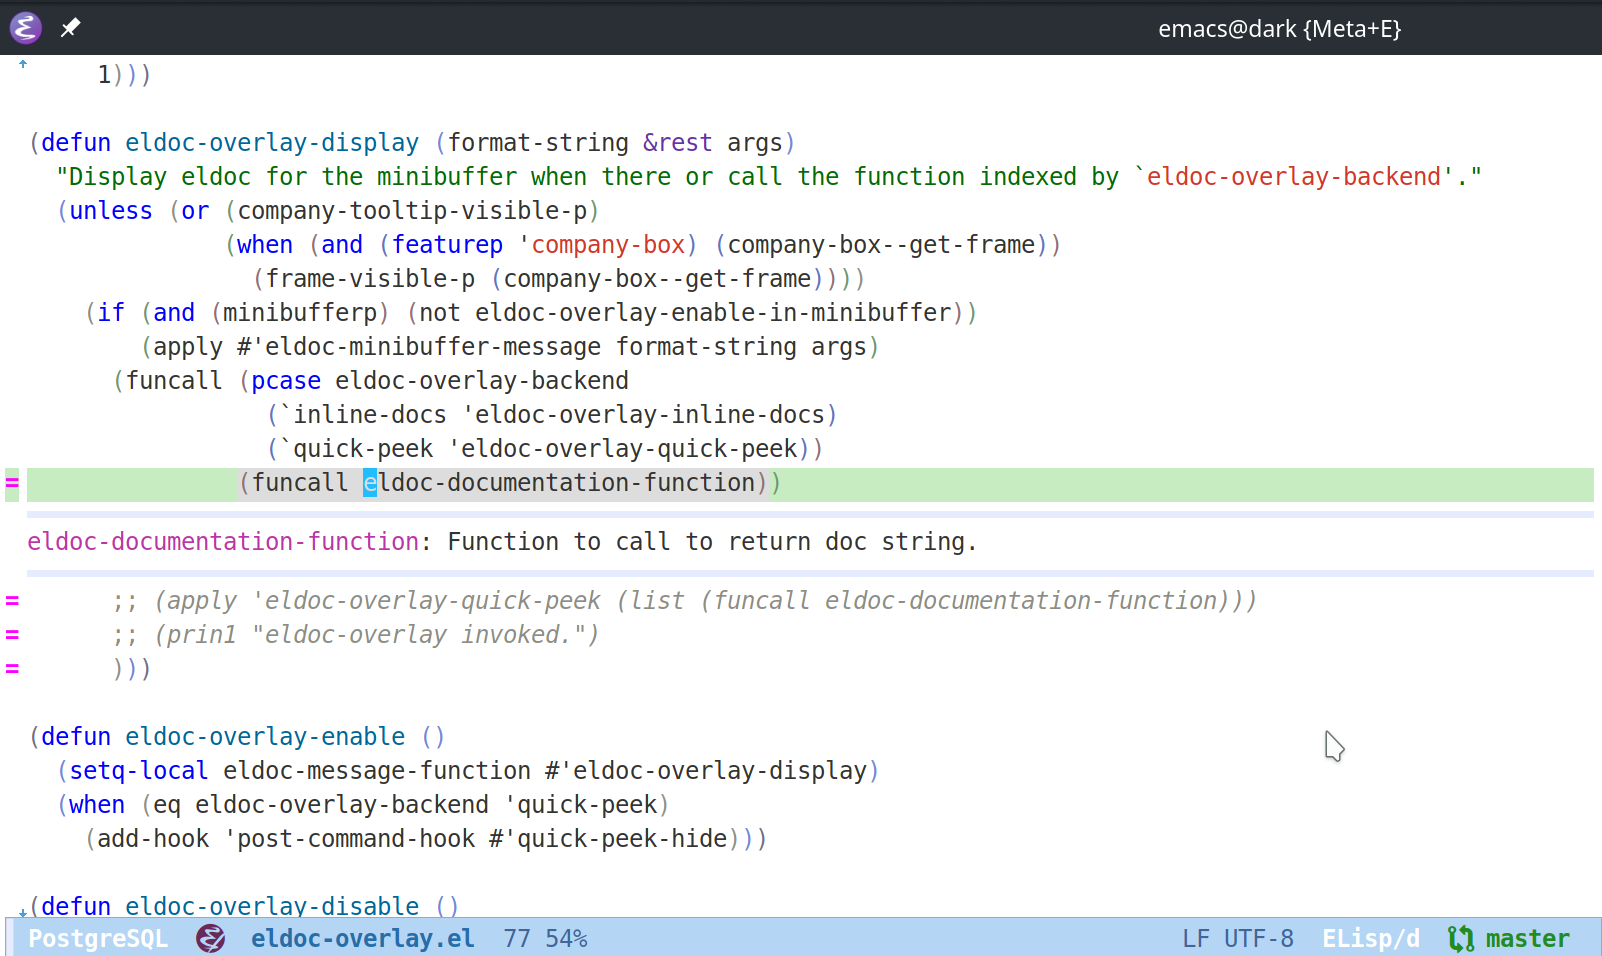 emacs@dark {Meta+E}
     1)))
(defun eldoc-overlay-display (format-string &rest args)
  "Display eldoc for the minibuffer when there or call the function indexed by `eldoc-overlay-backend'."
  (unless (or (company-tooltip-visible-p)
              (when (and (featurep 'company-box) (company-box--get-frame))
                (frame-visible-p (company-box--get-frame))))
    (if (and (minibufferp) (not eldoc-overlay-enable-in-minibuffer))
        (apply #'eldoc-minibuffer-message format-string args)
      (funcall (pcase eldoc-overlay-backend
                 (`inline-docs 'eldoc-overlay-inline-docs)
                 (`quick-peek 'eldoc-overlay-quick-peek))
=               (funcall eldoc-documentation-function))
eldoc-documentation-function: Function to call to return doc string.
=      ;; (apply 'eldoc-overlay-quick-peek (list (funcall eldoc-documentation-function)))
=      ;; (prin1 "eldoc-overlay invoked.")
=      )))
(defun eldoc-overlay-enable ()
  (setq-local eldoc-message-function #'eldoc-overlay-display)
  (when (eq eldoc-overlay-backend 'quick-peek)
    (add-hook 'post-command-hook #'quick-peek-hide)))
(defun eldoc-overlay-disable ()
PostgreSQL eldoc-overlay.el 77 54% LF UTF-8 ELisp/d master